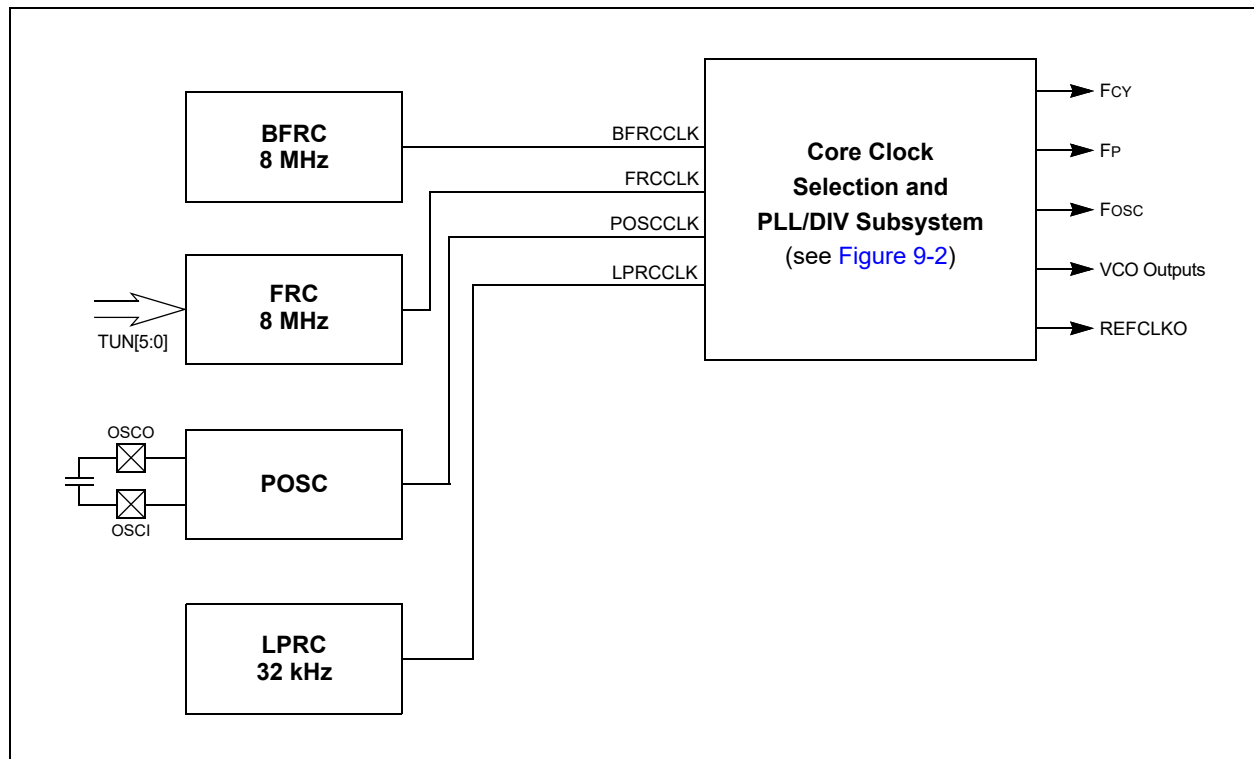 BFRC
8 MHz
FRC
8 MHz
TUN[5:0]
OSCO
OSCI
POSC
LPRC
32 kHz
BFRCCLK
FRCCLK
POSCCLK
LPRCCLK
Core Clock
Selection and
PLL/DIV Subsystem
(see Figure 9-2)
FCY
FP
FOSC
VCO Outputs
REFCLKO